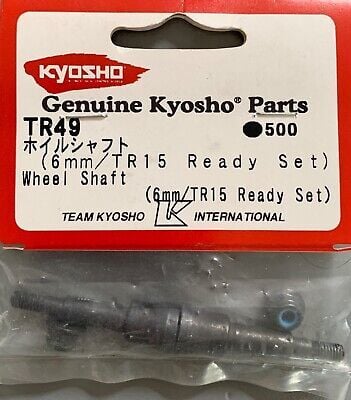 KYOSHO
Genuine Kyosho® Parts
TR49 ●500
ホイルシャフト
(6mm/TR15 Ready Set)
Wheel Shaft
(6mm/TR15 Ready Set)
TEAM KYOSHO K INTERNATIONAL